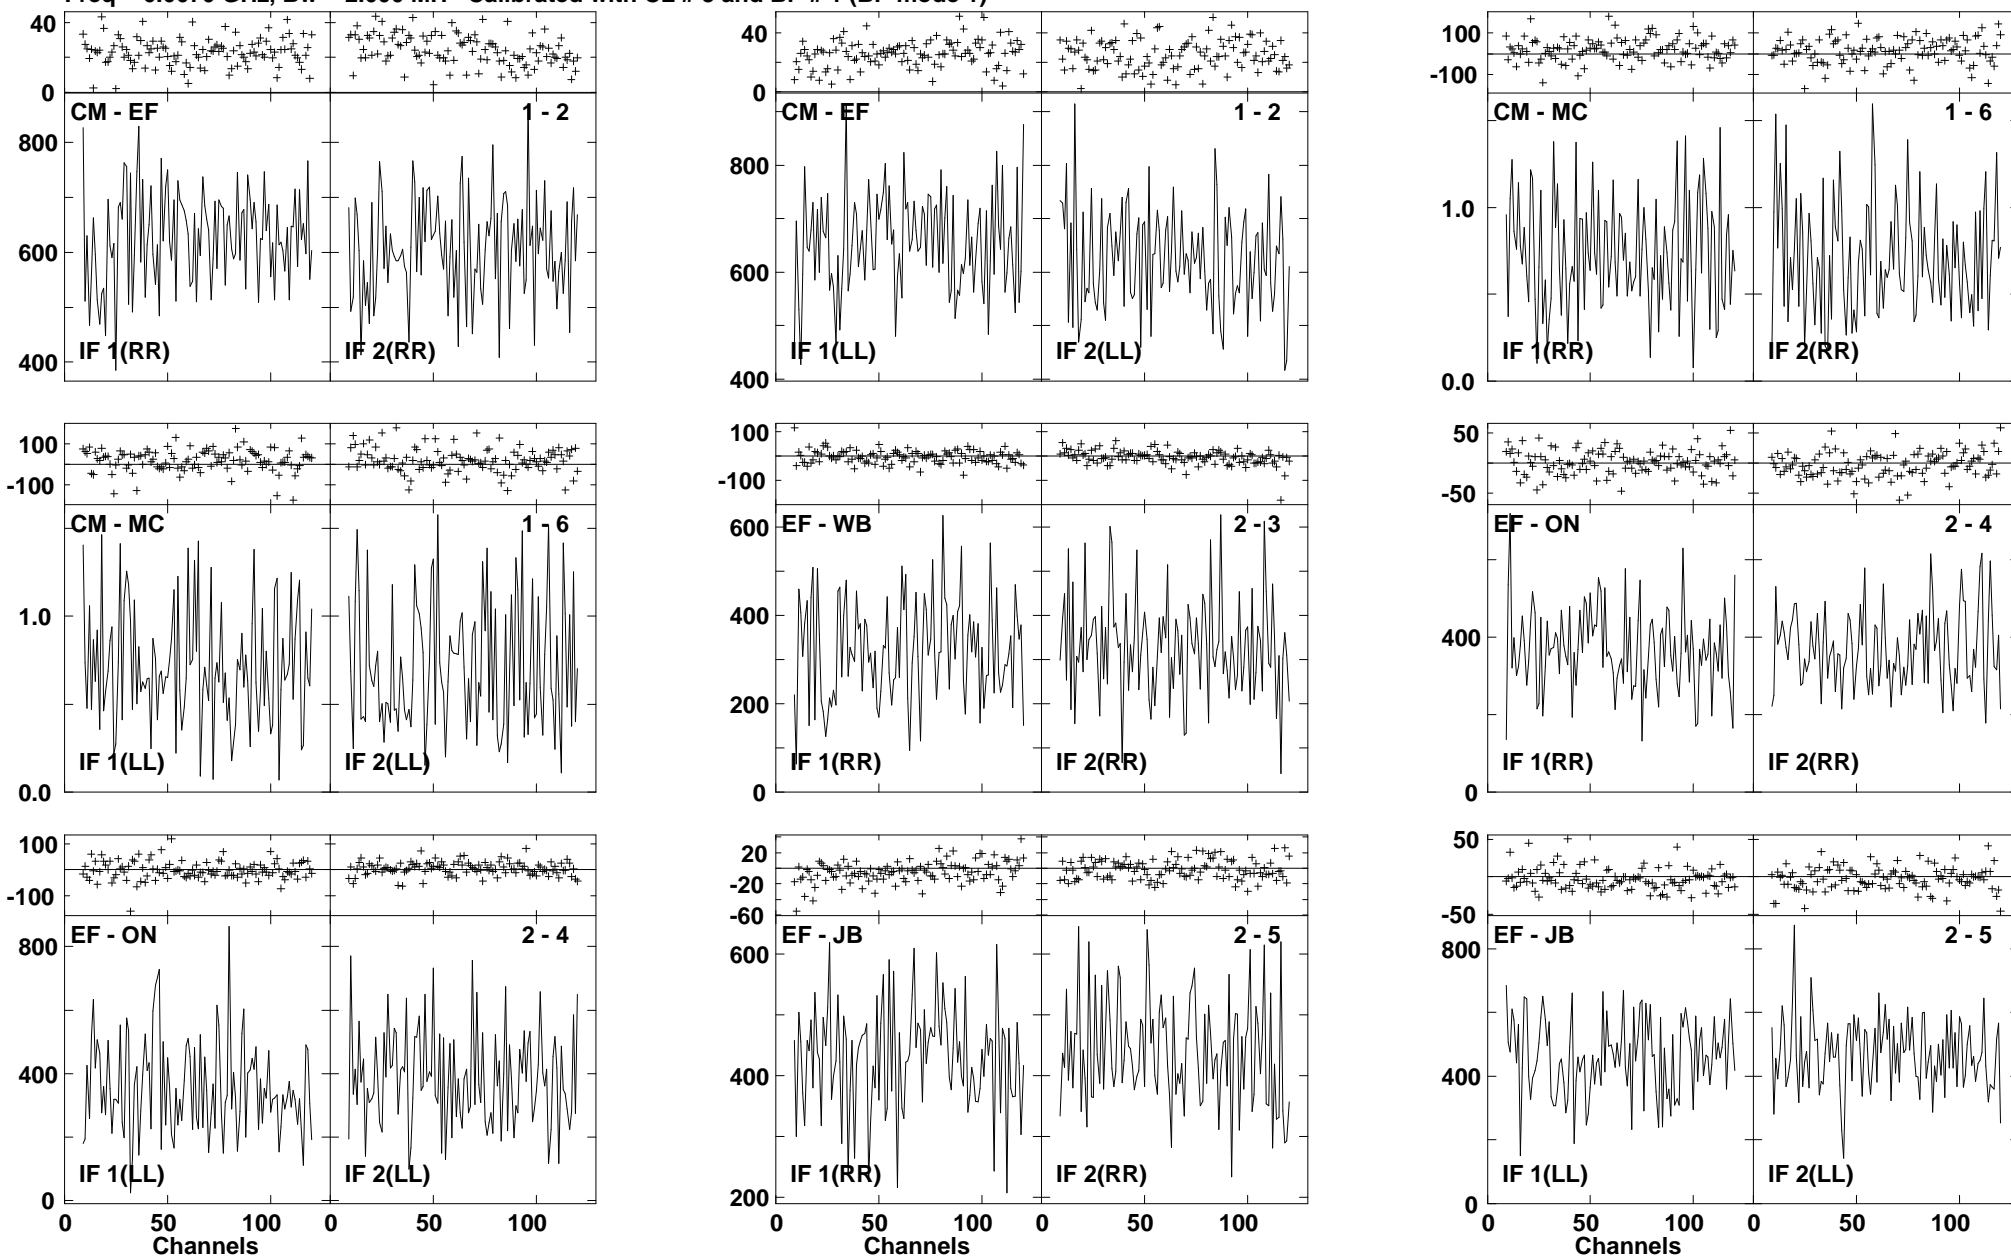 40
0
CM - EF
1 - 2
800
600
400
IF 1(RR)
IF 2(RR)
40
20
0
CM - EF
1 - 2
800
600
400
IF 1(LL)
IF 2(LL)
100
-100
CM - MC
1 - 6
1.0
0.0
IF 1(RR)
IF 2(RR)
100
-100
CM - MC
1 - 6
1.0
0.0
IF 1(LL)
IF 2(LL)
100
-100
EF - WB
2 - 3
600
400
200
0
IF 1(RR)
IF 2(RR)
50
-50
EF - ON
2 - 4
400
0
IF 1(RR)
IF 2(RR)
100
-100
EF - ON
2 - 4
800
400
0
IF 1(LL)
IF 2(LL)
0 50 100 0 50 100
Channels
20
-20
-60
EF - JB
2 - 5
600
400
200
IF 1(RR)
IF 2(RR)
0 50 100 0 50 100
Channels
50
-50
EF - JB
2 - 5
800
400
0
IF 1(LL)
IF 2(LL)
0 50 100 0 50 100
Channels